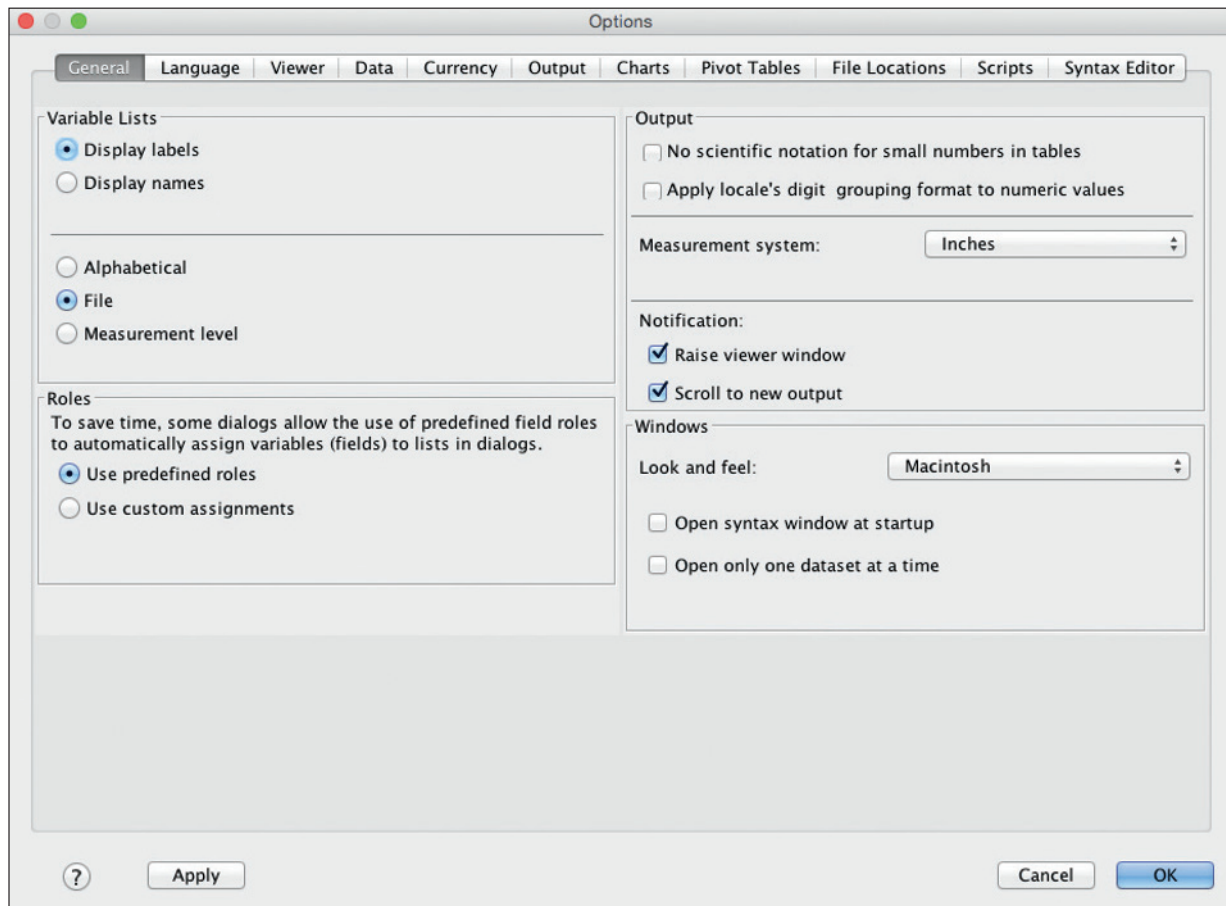 Options
General Language Viewer Data Currency Output Charts Pivot Tables File Locations Scripts Syntax Editor
Variable Lists
Display labels
Display names
Alphabetical
File
Measurement level
Roles
To save time, some dialogs allow the use of predefined field roles
to automatically assign variables (fields) to lists in dialogs.
Use predefined roles
Use custom assignments
Output
No scientific notation for small numbers in tables
Apply locale's digit grouping format to numeric values
Measurement system: Inches
Notification:
Raise viewer window
Scroll to new output
Windows
Look and feel: Macintosh
Open syntax window at startup
Open only one dataset at a time
? Apply Cancel OK